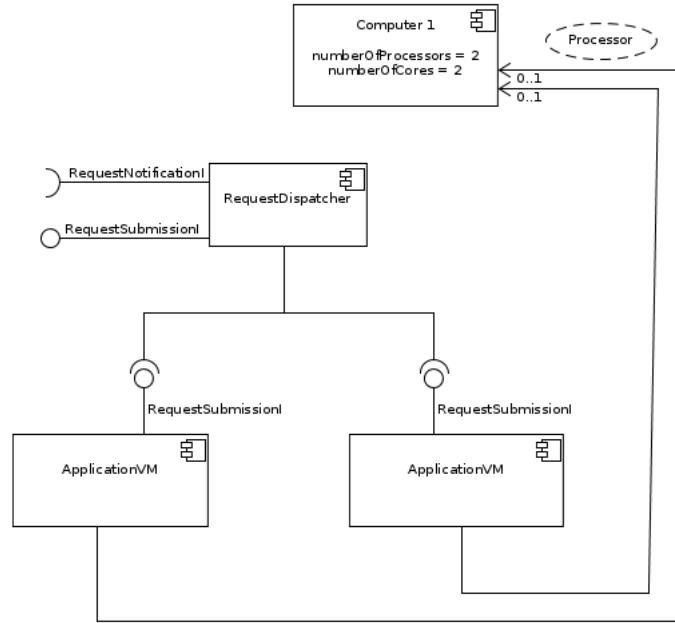 Computer 1
numberOfProcessors = 2
numberOfCores = 2
Processor
0..1
0..1
RequestNotificationI
RequestDispatcher
RequestSubmissionI
RequestSubmissionI
RequestSubmissionI
ApplicationVM
ApplicationVM